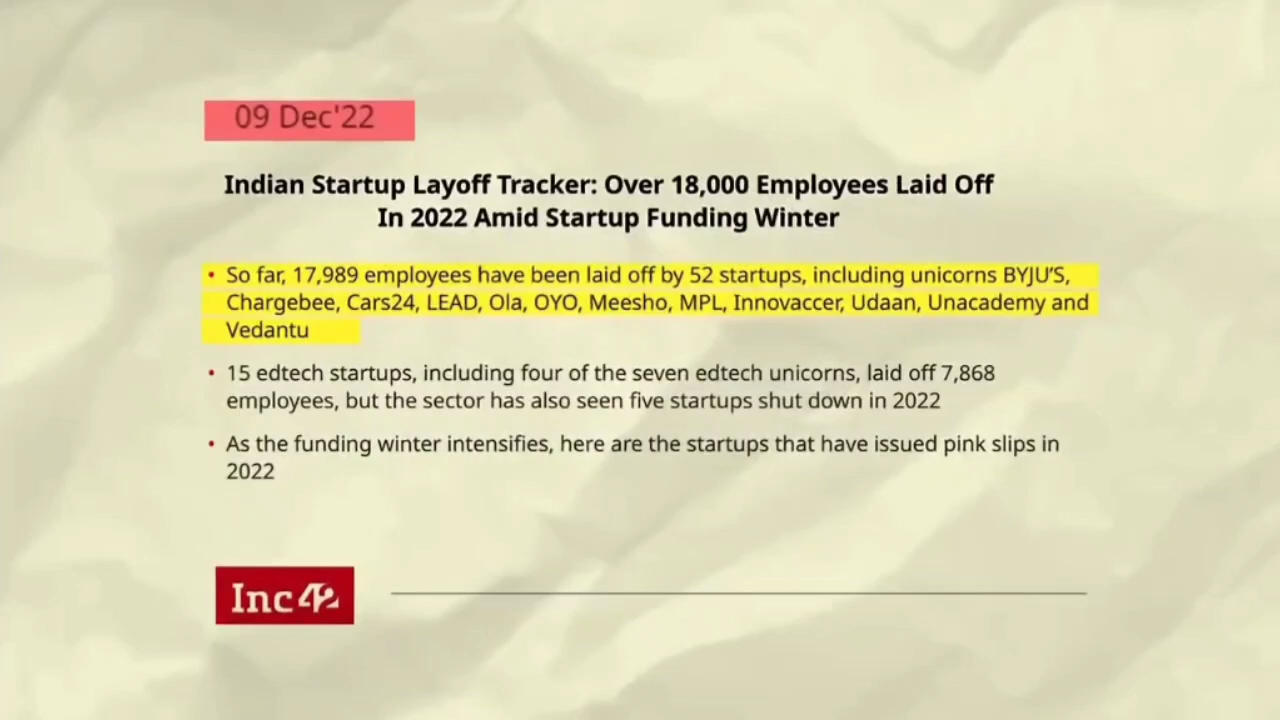 09 Dec'22
Indian Startup Layoff Tracker: Over 18,000 Employees Laid Off
In 2022 Amid Startup Funding Winter
• So far, 17,989 employees have been laid off by 52 startups, including unicorns BYJU'S,
Chargebee, Cars24, LEAD, Ola, OYO, Meesho, MPL, Innovaccer, Udaan, Unacademy and
Vedantu
• 15 edtech startups, including four of the seven edtech unicorns, laid off 7,868
employees, but the sector has also seen five startups shut down in 2022
• As the funding winter intensifies, here are the startups that have issued pink slips in
2022
Inc42